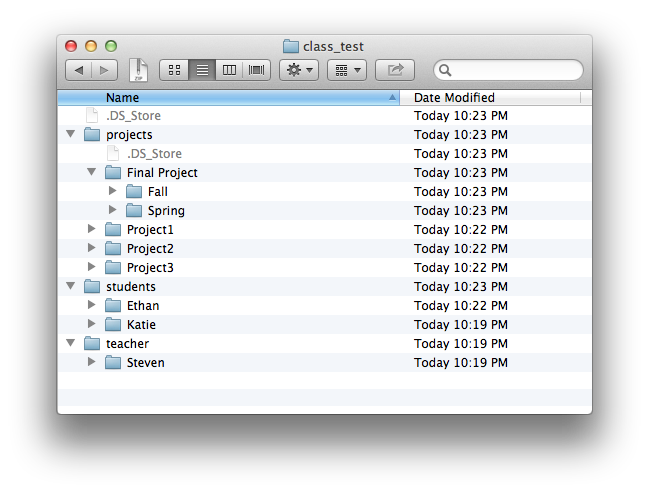 class_test
ZIP
Name Date Modified
.DS_Store Today 10:23 PM
projects Today 10:23 PM
.DS_Store Today 10:23 PM
Final Project Today 10:23 PM
Fall Today 10:23 PM
Spring Today 10:23 PM
Project1 Today 10:22 PM
Project2 Today 10:22 PM
Project3 Today 10:22 PM
students Today 10:23 PM
Ethan Today 10:22 PM
Katie Today 10:19 PM
teacher Today 10:19 PM
Steven Today 10:19 PM